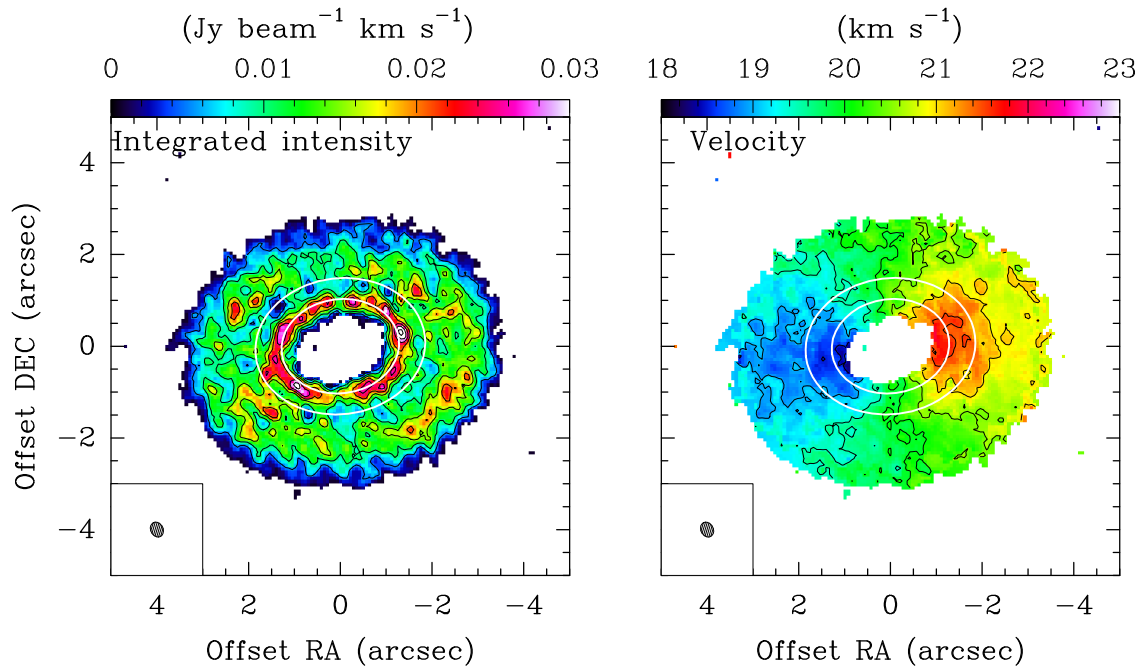 (Jy beam−1 km s−1)
0 0.01 0.02 0.03
Integrated intensity
4
2
0
−2
−4
Offset DEC (arcsec)
4 2 0 −2 −4
Offset RA (arcsec)
(km s−1)
18 19 20 21 22 23
Velocity
4 2 0 −2 −4
Offset RA (arcsec)